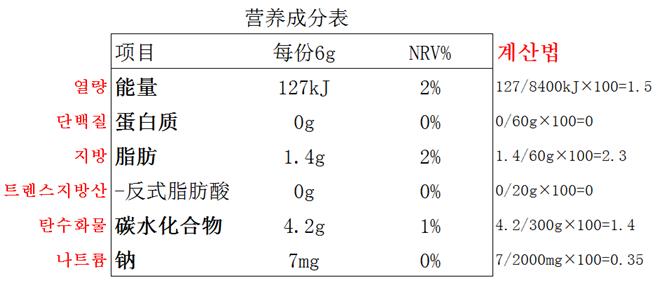 营养成分表
项目 每份6g NRV% 계산법
열량 能量 127kJ 2% 127/8400kJ×100=1.5
단백질 蛋白质 0g 0% 0/60g×100=0
지방 脂肪 1.4g 2% 1.4/60g×100=2.3
트랜스지방산 -反式脂肪酸 0g 0% 0/20g×100=0
탄수화물 碳水化合物 4.2g 1% 4.2/300g×100=1.4
나트륨 钠 7mg 0% 7/2000mg×100=0.35